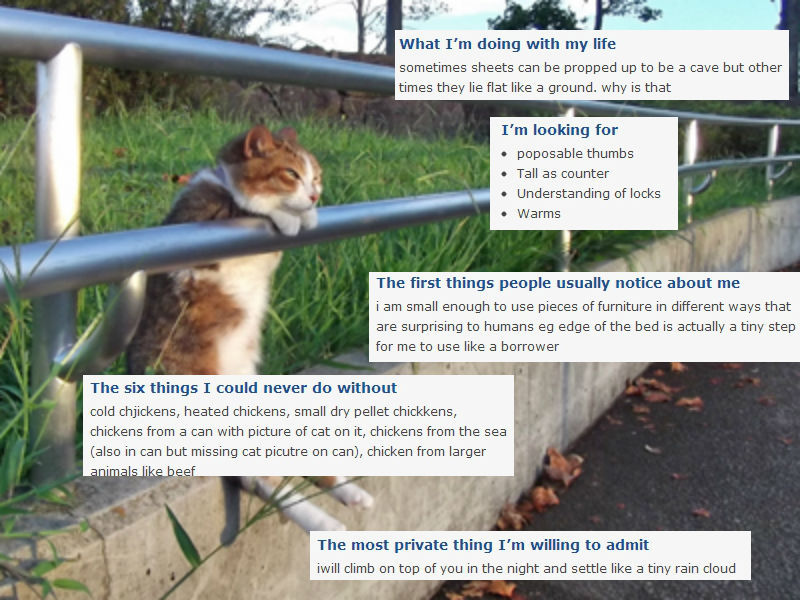 What I’m doing with my life
sometimes sheets can be propped up to be a cave but other
times they lie flat like a ground. why is that
I’m looking for
• poposable thumbs
• Tall as counter
• Understanding of locks
• Warms
The first things people usually notice about me
i am small enough to use pieces of furniture in different ways that
are surprising to humans eg edge of the bed is actually a tiny step
for me to use like a borrower
The six things I could never do without
cold chjickens, heated chickens, small dry pellet chickkens,
chickens from a can with picture of cat on it, chickens from the sea
(also in can but missing cat picutre on can), chicken from larger
animals like beef
The most private thing I’m willing to admit
iwill climb on top of you in the night and settle like a tiny rain cloud